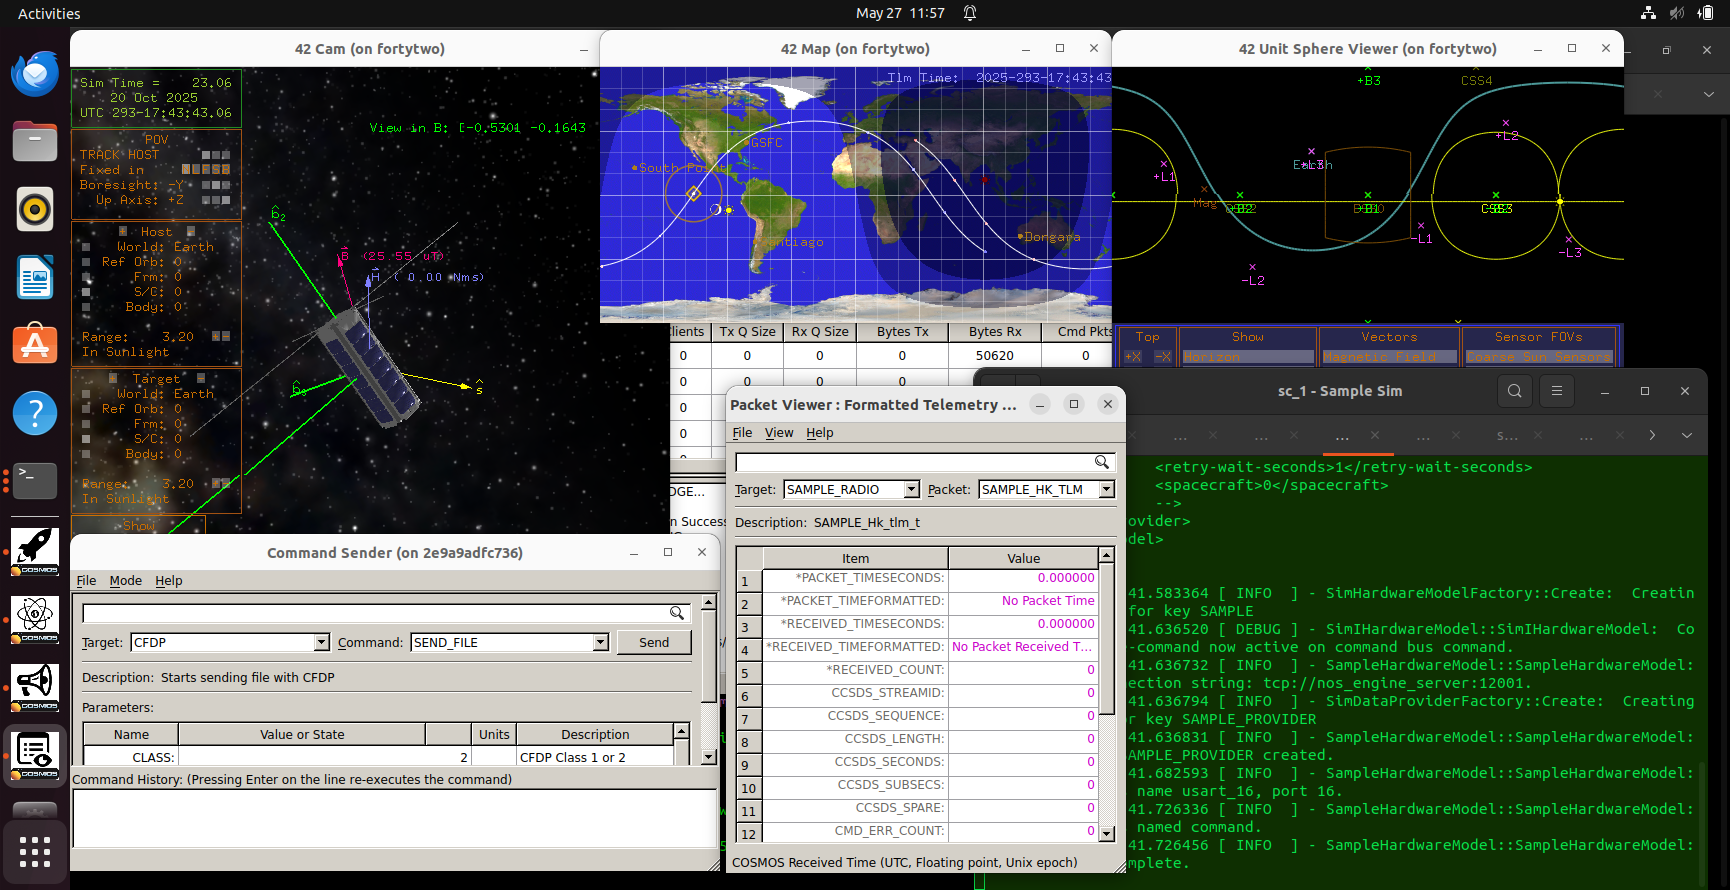 Activities
May 27 11:57
42 Cam (on fortytwo)
Sim Time = 23.06
20 Oct 2025
UTC 293-17:43:43.06
POV
TRACK HOST
Fixed in L F S B
Boresight: -Y
Up Axis: +Z
Host
World: Earth
Ref Orb: 0
Frm: 0
S/C: 0
Body: 0
Range: 3.20
In Sunlight
Target
World: Earth
Ref Orb: 0
Frm: 0
S/C: 0
Body: 0
Range: 3.20
In Sunlight
Show
View in B: [-0.5301 -0.1643
b2
B (25 55 uT)
H ( 0.00 Nms)
s
42 Map (on fortytwo)
Tlm Time: 2025-293-17:43:43
GSFC
South Point
Santiago
Dongara
42 Unit Sphere Viewer (on fortytwo)
+B3
CSS4
+L2
+L3
Earth
+L1
Mag
+B2
+B1
CSS3
-L1
-L3
-L2
Top
+X -X
Show
Horizon
Vectors
Magnetic Field
Sensor FOVs
Coarse Sun Sensors
lients
Tx Q Size
Rx Q Size
Bytes Tx
Bytes Rx
Cmd Pkts
0 0 0 0 50620 0
0 0 0 0
0
0
DGE...
n Success
Packet Viewer : Formatted Telemetry ...
File View Help
Target: SAMPLE_RADIO Packet: SAMPLE_HK_TLM
Description: SAMPLE_Hk_tlm_t
Item Value
1 *PACKET_TIMESECONDS: 0.000000
2 *PACKET_TIMEFORMATTED: No Packet Time
3 *RECEIVED_TIMESECONDS: 0.000000
4 *RECEIVED_TIMEFORMATTED: No Packet Received T...
5 *RECEIVED_COUNT: 0
6 CCSDS_STREAMID: 0
7 CCSDS_SEQUENCE: 0
8 CCSDS_LENGTH: 0
9 CCSDS_SECONDS: 0
10 CCSDS_SUBSECS: 0
11 CCSDS_SPARE: 0
12 CMD_ERR_COUNT: 0
COSMOS Received Time (UTC, Floating point, Unix epoch)
Command Sender (on 2e9a9adfc736)
File Mode Help
Target: CFDP Command: SEND_FILE Send
Description: Starts sending file with CFDP
Parameters:
Name Value or State Units Description
CLASS: 2 CFDP Class 1 or 2
Command History: (Pressing Enter on the line re-executes the command)
sc_1 - Sample Sim
... ... ... ... s... ...
<retry-wait-seconds>1</retry-wait-seconds>
<spacecraft>0</spacecraft>
-->
ovider>
del>
41.583364 [ INFO ] - SimHardwareModelFactory::Create: Creatin
for key SAMPLE
41.636520 [ DEBUG ] - SimIHardwareModel::SimIHardwareModel: Co
-command now active on command bus command.
41.636732 [ INFO ] - SampleHardwareModel::SampleHardwareModel:
ection string: tcp://nos_engine_server:12001.
41.636794 [ INFO ] - SimDataProviderFactory::Create: Creating
r key SAMPLE_PROVIDER
41.636831 [ INFO ] - SampleHardwareModel::SampleHardwareModel:
AMPLE_PROVIDER created.
41.682593 [ INFO ] - SampleHardwareModel::SampleHardwareModel:
name usart_16, port 16.
41.726336 [ INFO ] - SampleHardwareModel::SampleHardwareModel:
named command.
41.726456 [ INFO ] - SampleHardwareModel::SampleHardwareModel:
mplete.
COSMOS
COSMOS
COSMOS
COSMOS